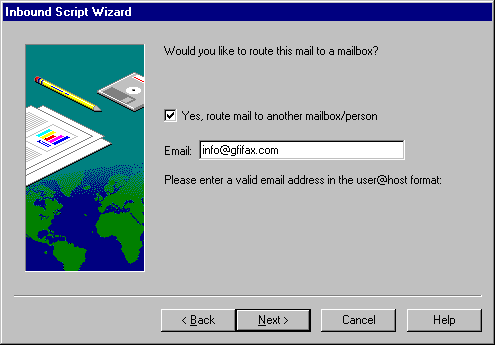 Inbound Script Wizard
Would you like to route this mail to a mailbox?
Yes, route mail to another mailbox/person
Email: info@gfifax.com
Please enter a valid email address in the user@host format:
< Back Next > Cancel Help